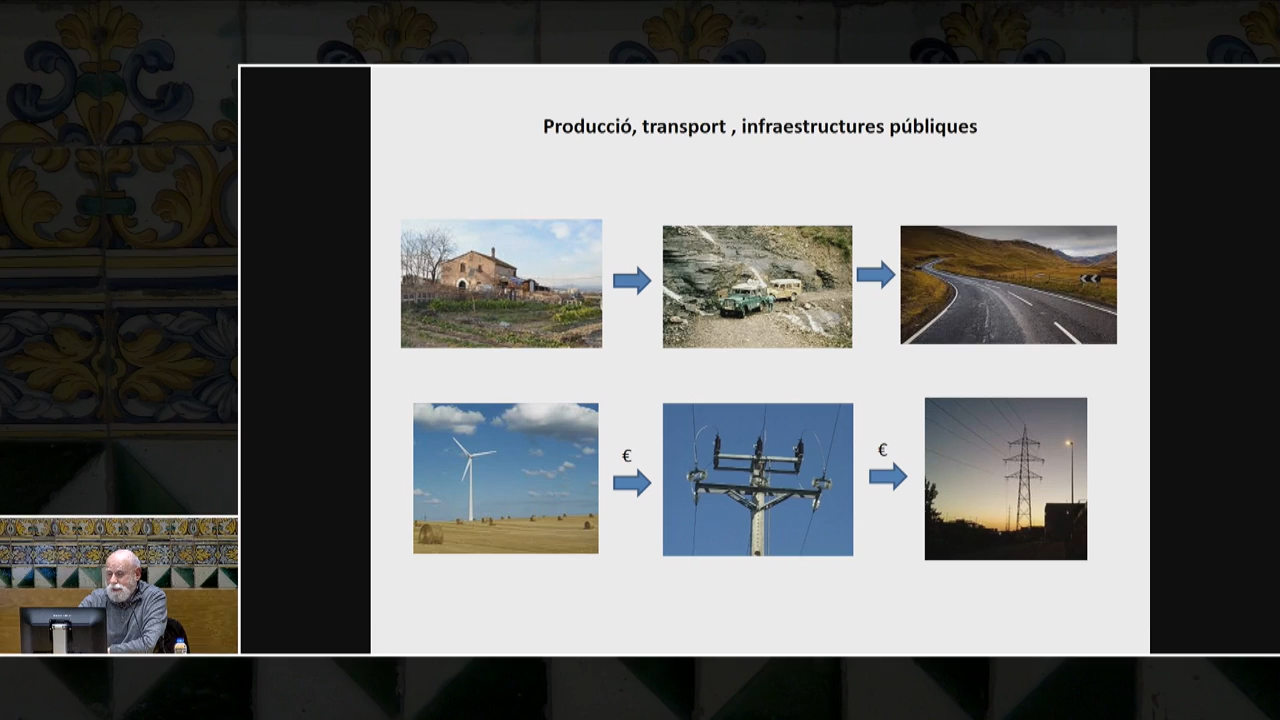 Producció, transport , infraestructures públiques
€
€